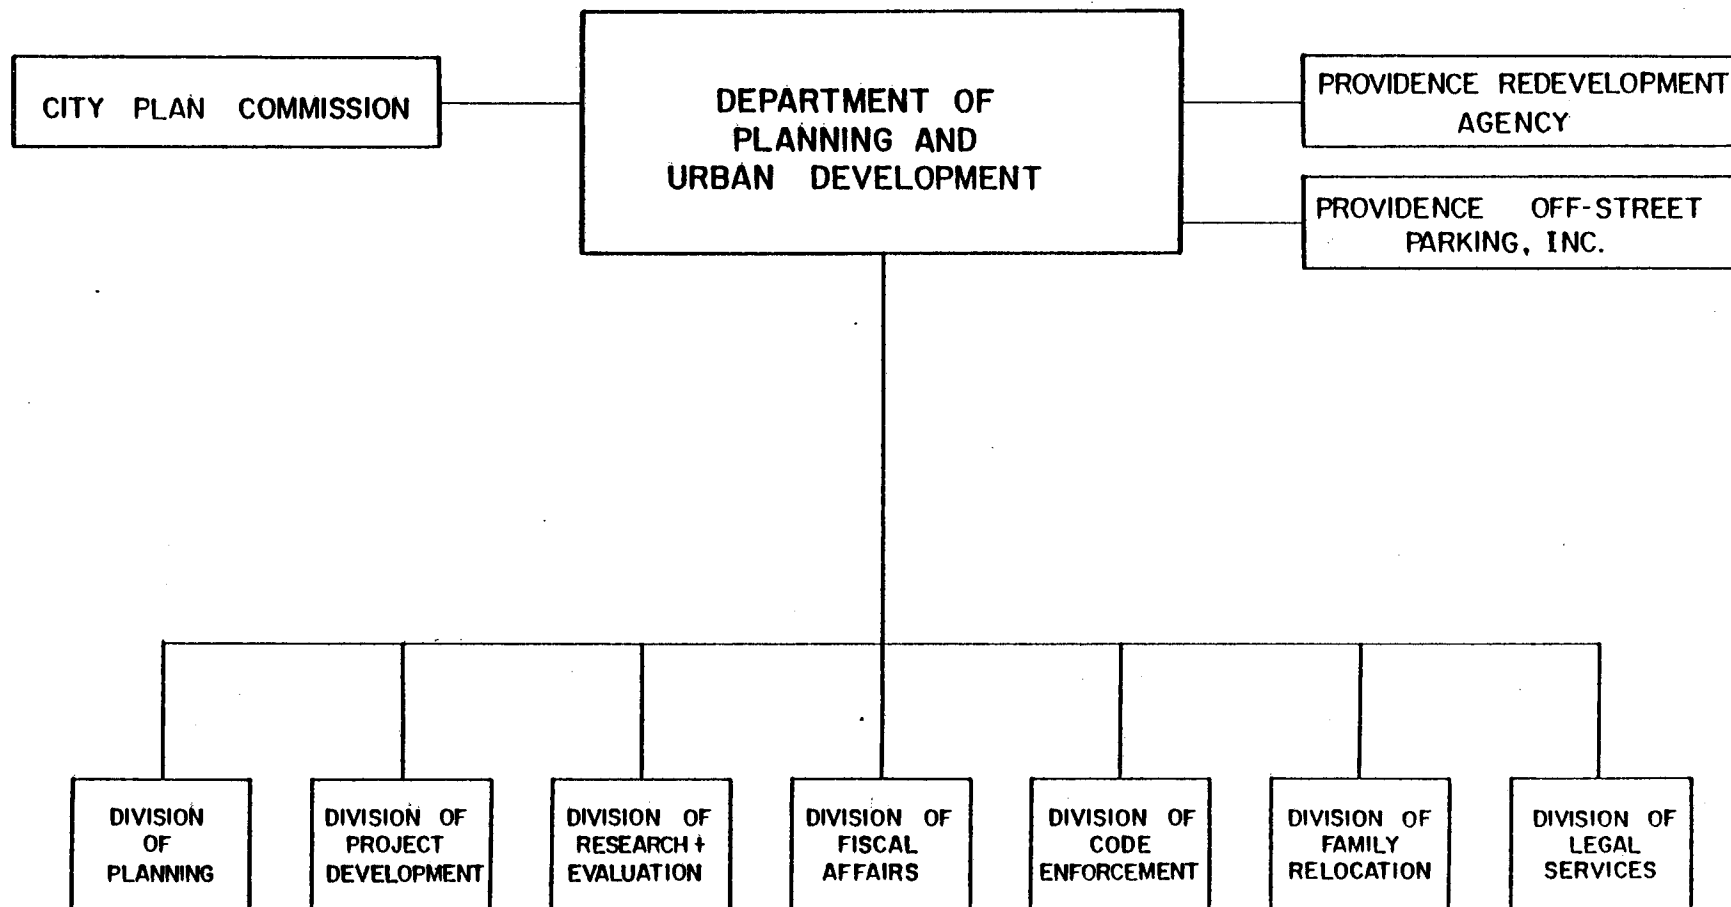 CITY PLAN COMMISSION
DEPARTMENT OF
PLANNING AND
URBAN DEVELOPMENT
PROVIDENCE REDEVELOPMENT
AGENCY
PROVIDENCE OFF-STREET
PARKING, INC.
DIVISION
OF
PLANNING
DIVISION OF
PROJECT
DEVELOPMENT
DIVISION OF
RESEARCH +
EVALUATION
DIVISION OF
FISCAL
AFFAIRS
DIVISION OF
CODE
ENFORCEMENT
DIVISION OF
FAMILY
RELOCATION
DIVISION OF
LEGAL
SERVICES